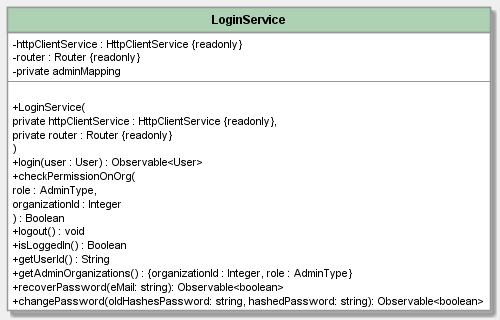 LoginService
-httpClientService : HttpClientService {readonly}
-router : Router {readonly}
-private adminMapping
+LoginService(
private httpClientService : HttpClientService {readonly},
private router : Router {readonly}
)
+login(user : User) : Observable<User>
+checkPermissionOnOrg(
role : AdminType,
organizationId : Integer
) : Boolean
+logout() : void
+isLoggedIn() : Boolean
+getUserId() : String
+getAdminOrganizations() : {organizationId : Integer, role : AdminType}
+recoverPassword(eMail: string): Observable<boolean>
+changePassword(oldHashesPassword: string, hashedPassword: string): Observable<boolean>